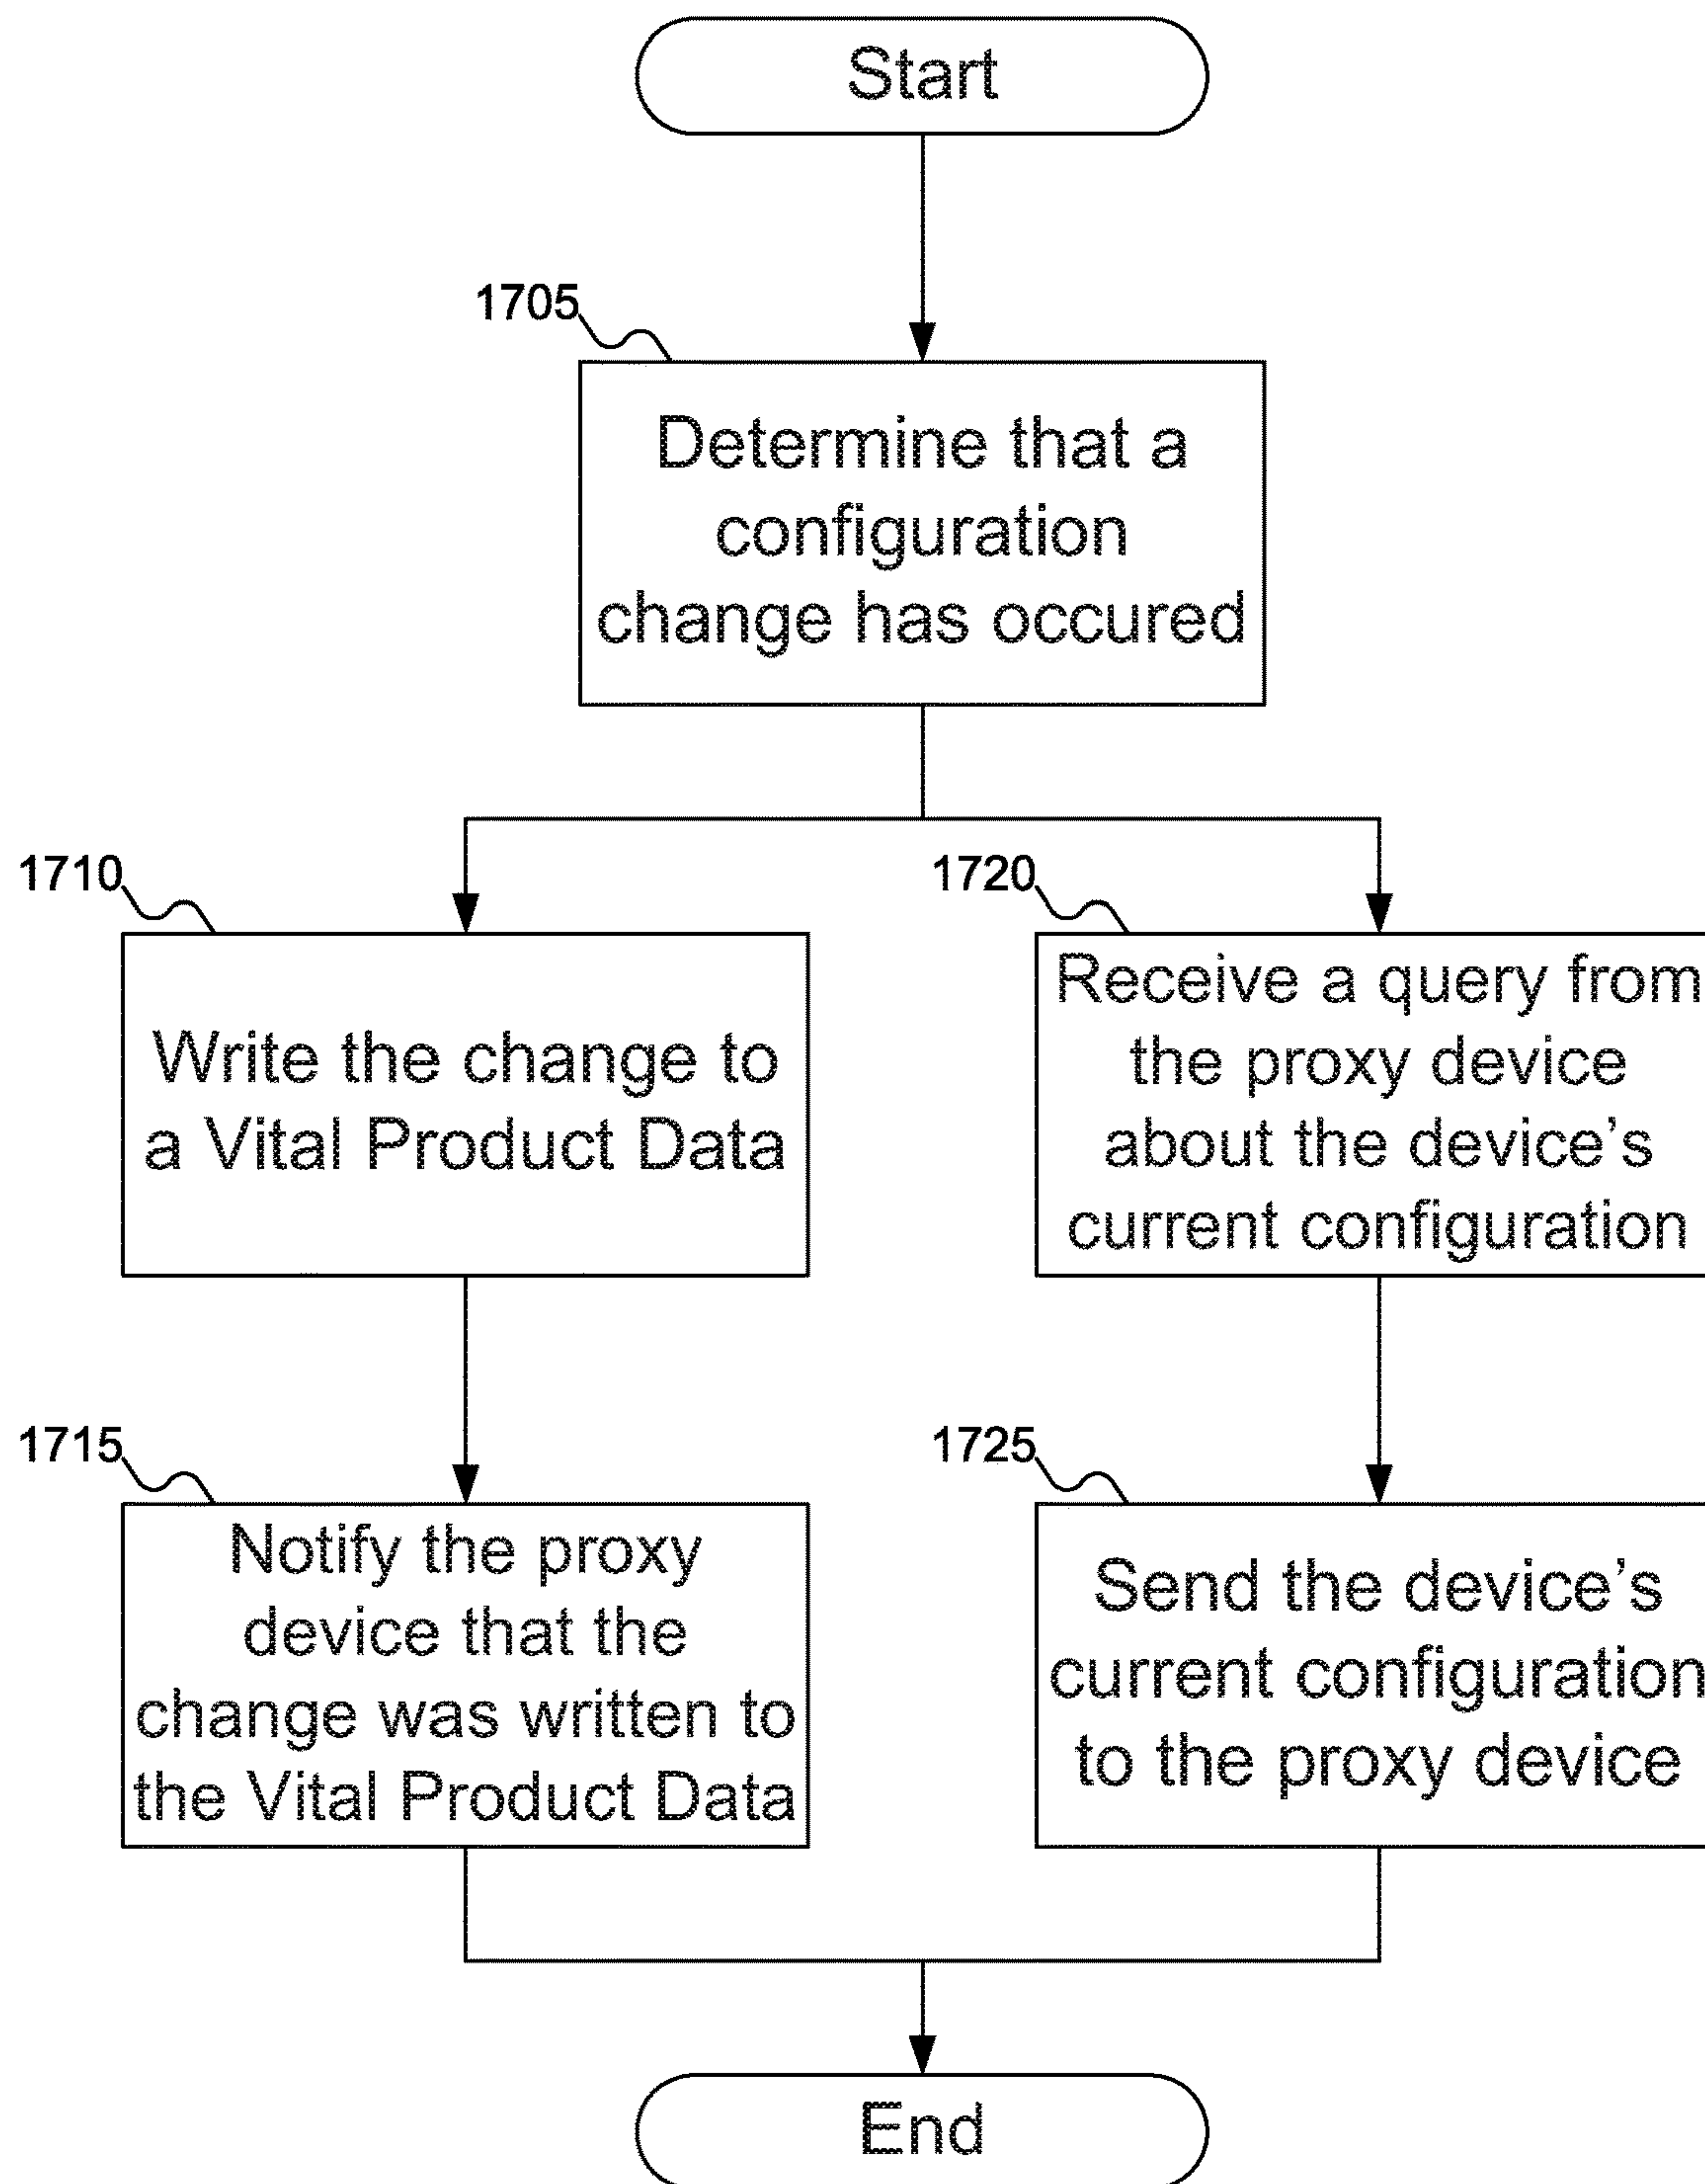 Start
1705
Determine that a
configuration
change has occured
1710
Write the change to
a Vital Product Data
1720
Receive a query from
the proxy device
about the device's
current configuration
1715
Notify the proxy
device that the
change was written to
the Vital Product Data
1725
Send the device's
current configuration
to the proxy device
End